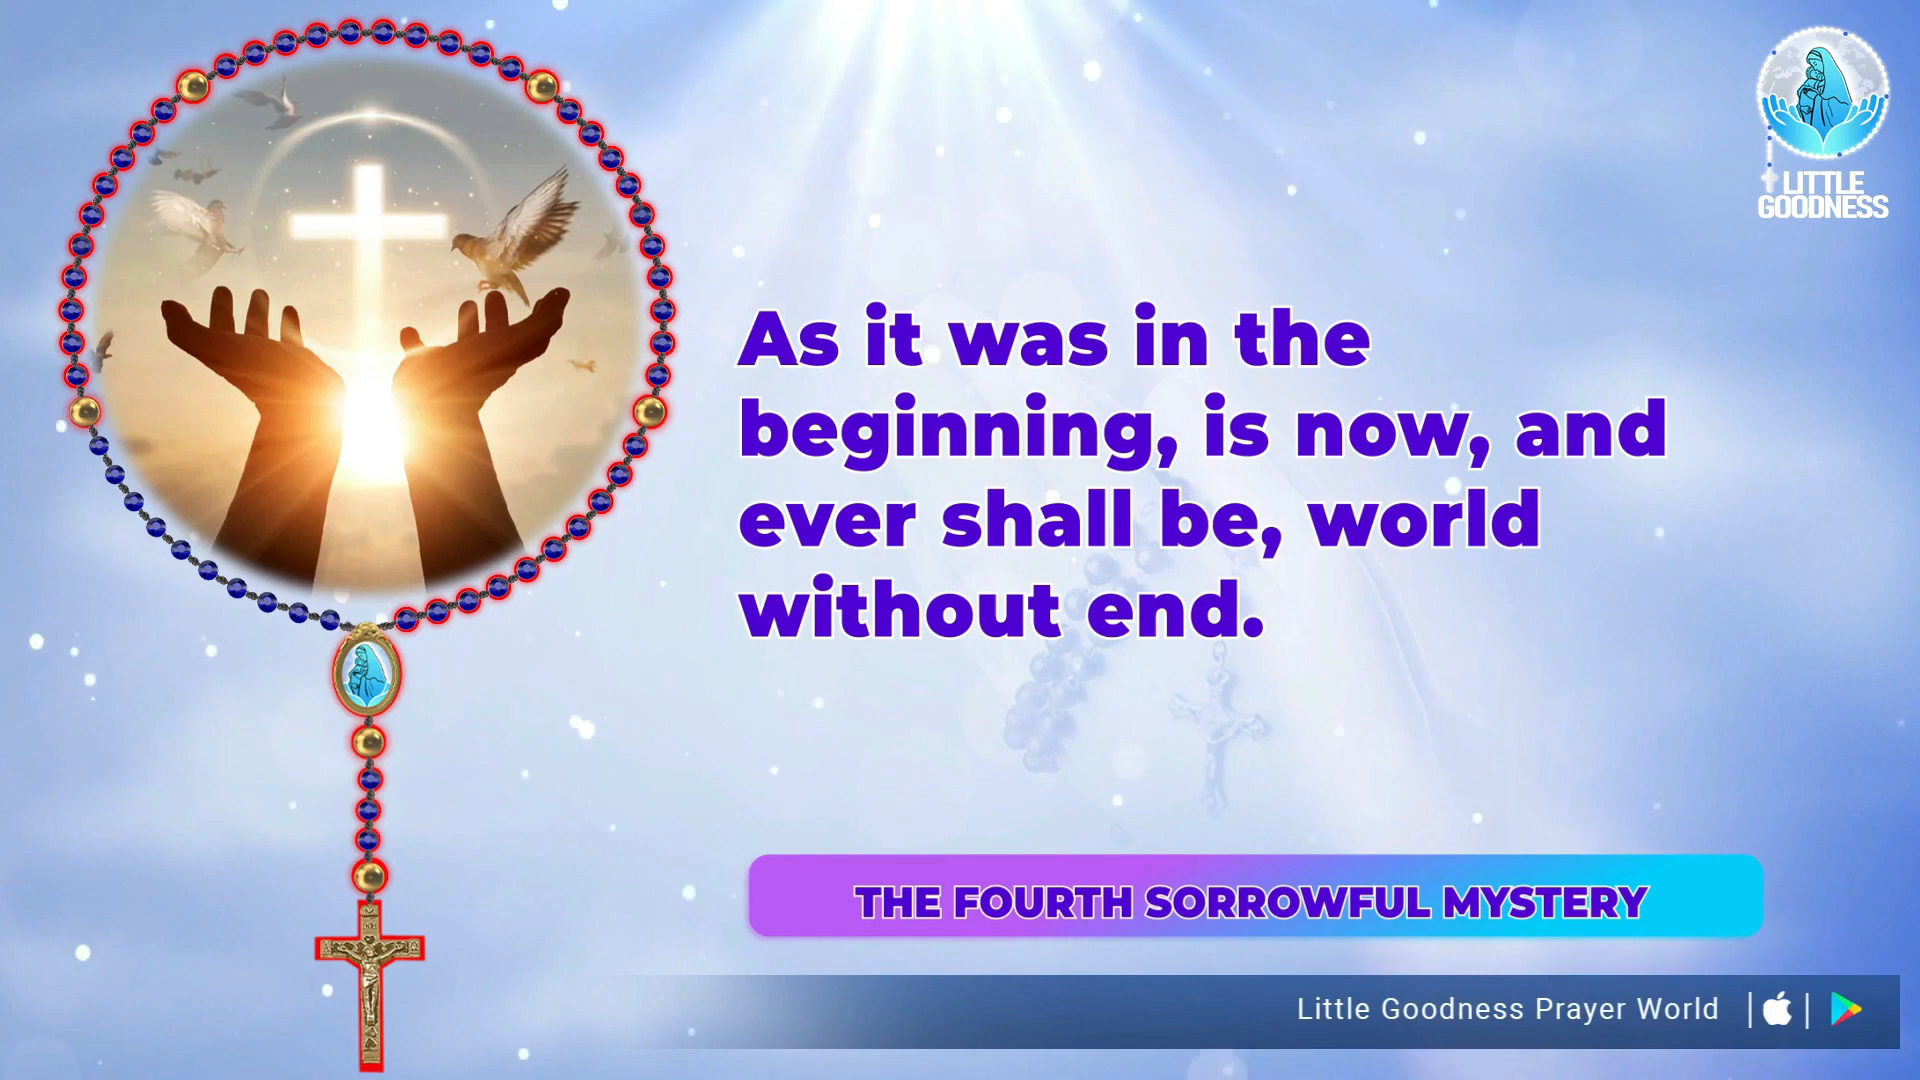 LITTLE
GOODNESS
As it was in the
beginning, is now, and
ever shall be, world
without end.
THE FOURTH SORROWFUL MYSTERY
Little Goodness Prayer World